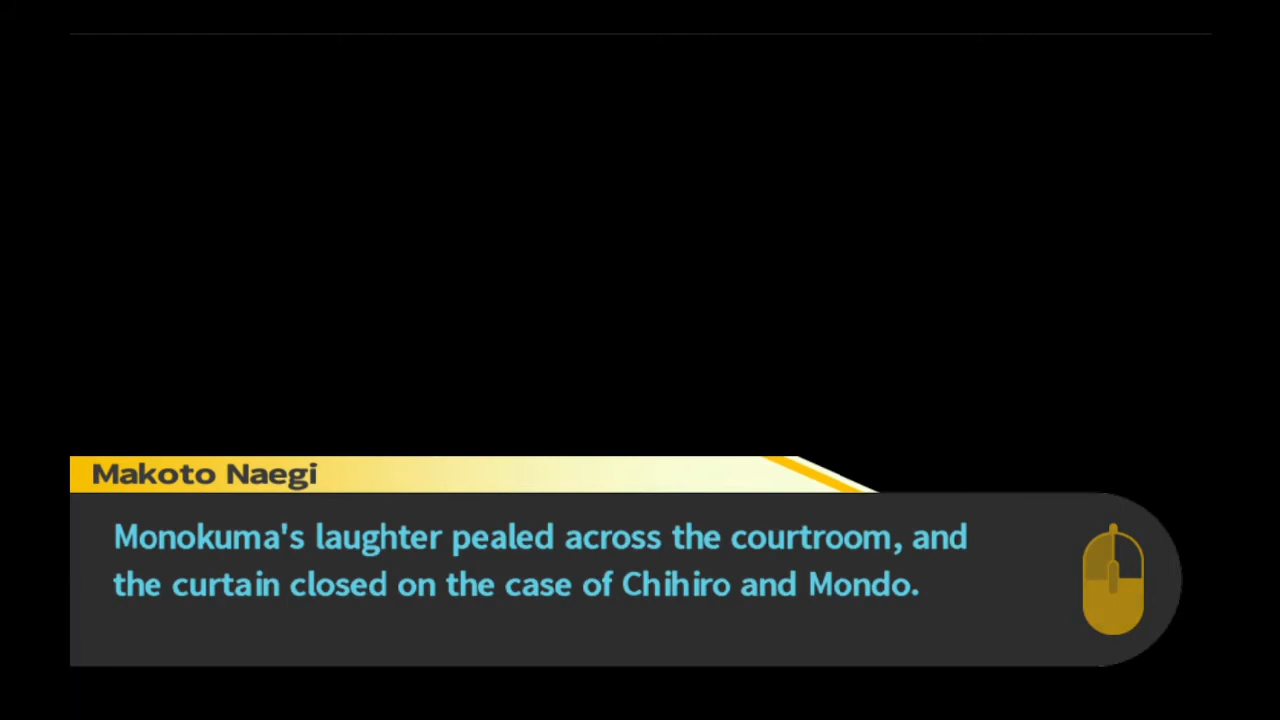 Makoto Naegi
Monokuma's laughter pealed across the courtroom, and
the curtain closed on the case of Chihiro and Mondo.